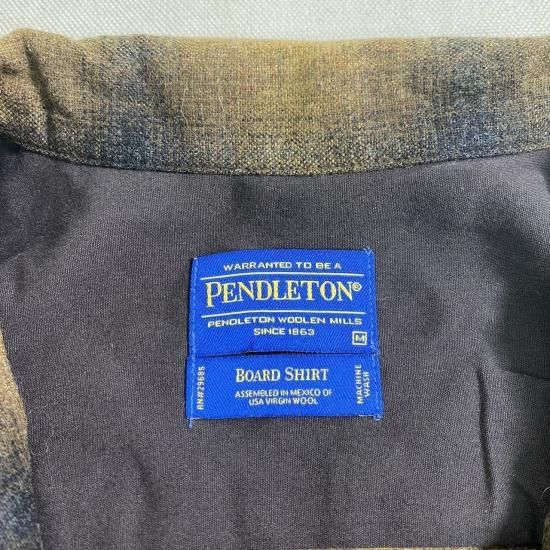 WARRANTED TO BE A
PENDLETON®
PENDLETON WOOLEN MILLS
SINCE 1863
M
RN#29685
BOARD SHIRT
ASSEMBLED IN MEXICO OF
USA VIRGIN WOOL
MACHINE
WASH